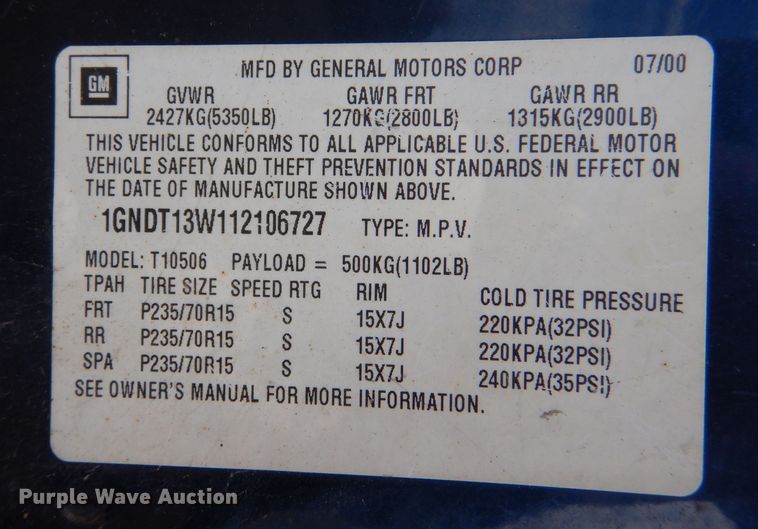 GM
MFD BY GENERAL MOTORS CORP 07/00
GVWR GAWR FRT GAWR RR
2427KG(5350LB) 1270KG(2800LB) 1315KG(2900LB)
THIS VEHICLE CONFORMS TO ALL APPLICABLE U.S. FEDERAL MOTOR
VEHICLE SAFETY AND THEFT PREVENTION STANDARDS IN EFFECT ON
THE DATE OF MANUFACTURE SHOWN ABOVE.
1GNDT13W112106727 TYPE: M.P.V.
MODEL: T10506 PAYLOAD = 500KG(1102LB)
TPAH TIRE SIZE SPEED RTG RIM COLD TIRE PRESSURE
FRT P235/70R15 S 15X7J 220KPA(32PSI)
RR P235/70R15 S 15X7J 220KPA(32PSI)
SPA P235/70R15 S 15X7J 240KPA(35PSI)
SEE OWNER'S MANUAL FOR MORE INFORMATION.
Purple Wave Auction